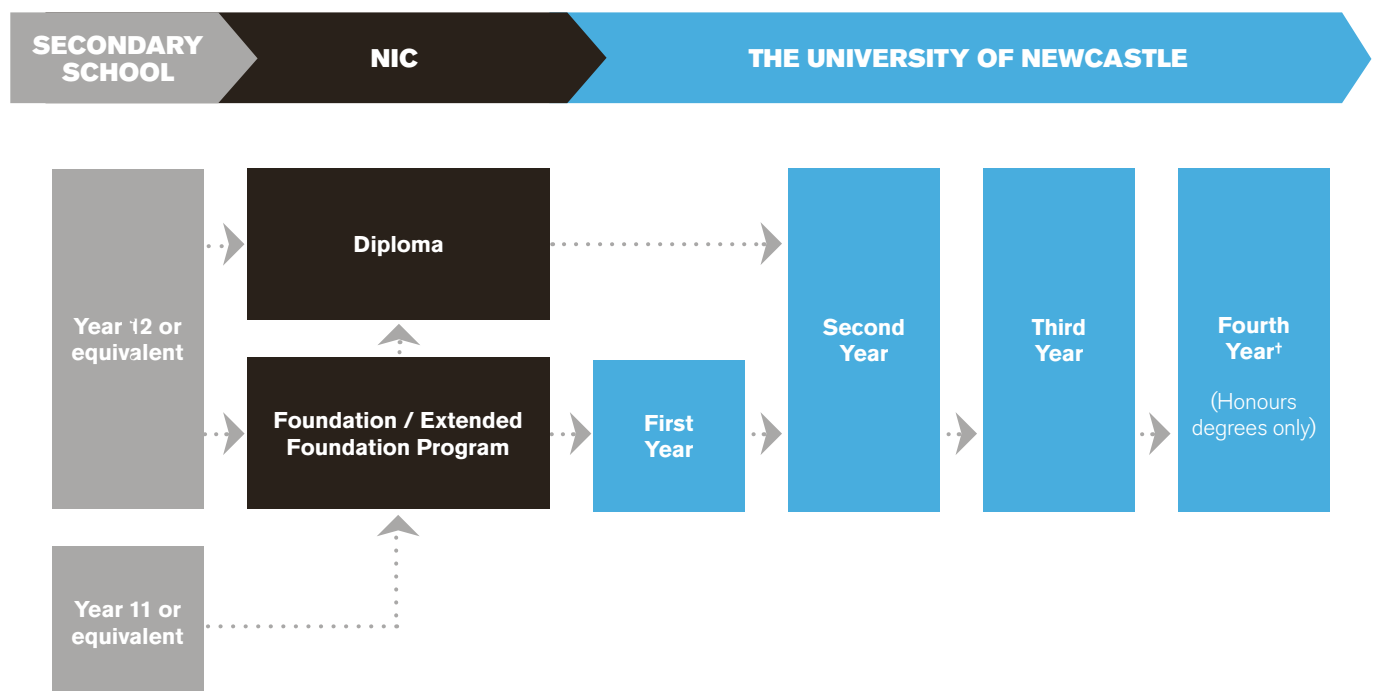 SECONDARY
SCHOOL
NIC
THE UNIVERSITY OF NEWCASTLE
Year 12 or
equivalent
Diploma
Foundation / Extended
Foundation Program
First
Year
Second
Year
Third
Year
Fourth
Year†
(Honours
degrees only)
Year 11 or
equivalent